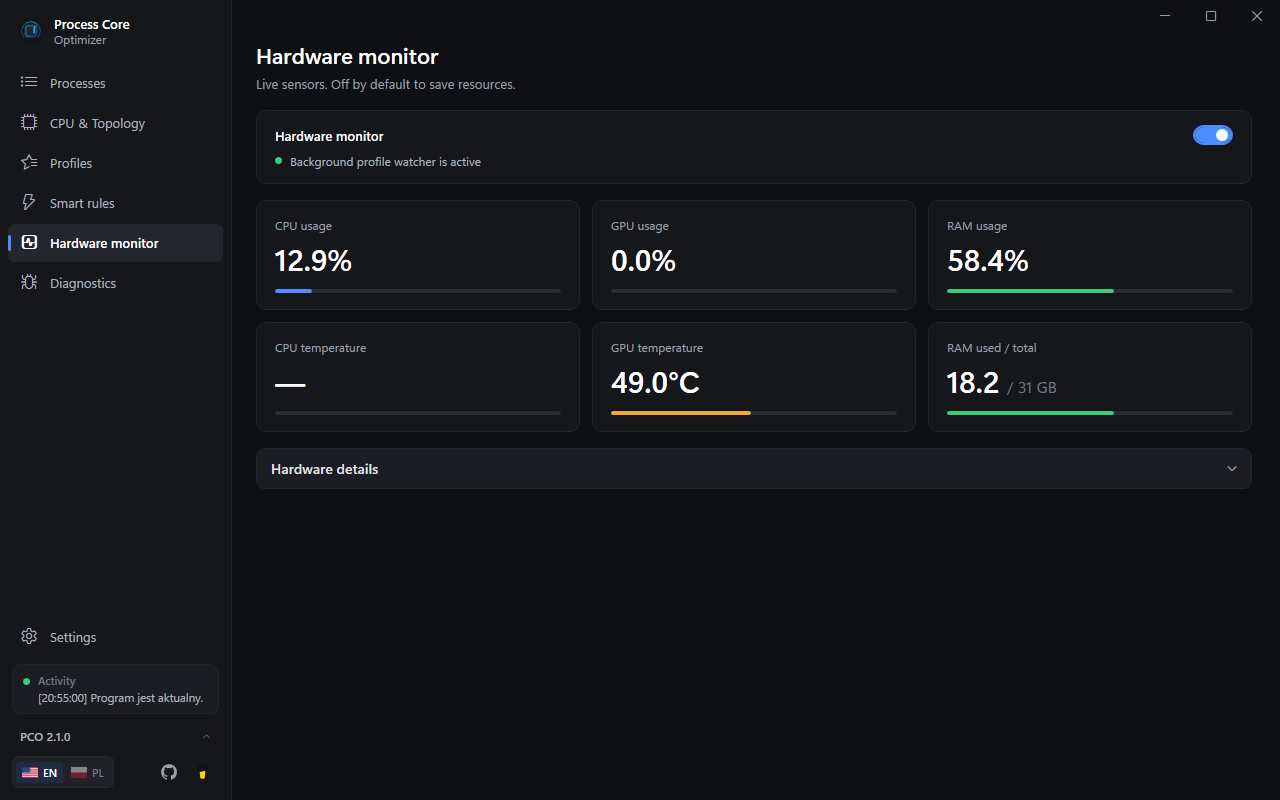 Process Core
Optimizer
Processes
CPU & Topology
Profiles
Smart rules
Hardware monitor
Diagnostics
Settings
Activity
[20:55:00] Program jest aktualny.
PCO 2.1.0
EN PL
Hardware monitor
Live sensors. Off by default to save resources.
Hardware monitor
Background profile watcher is active
CPU usage
12.9%
GPU usage
0.0%
RAM usage
58.4%
CPU temperature
—
GPU temperature
49.0°C
RAM used / total
18.2 / 31 GB
Hardware details